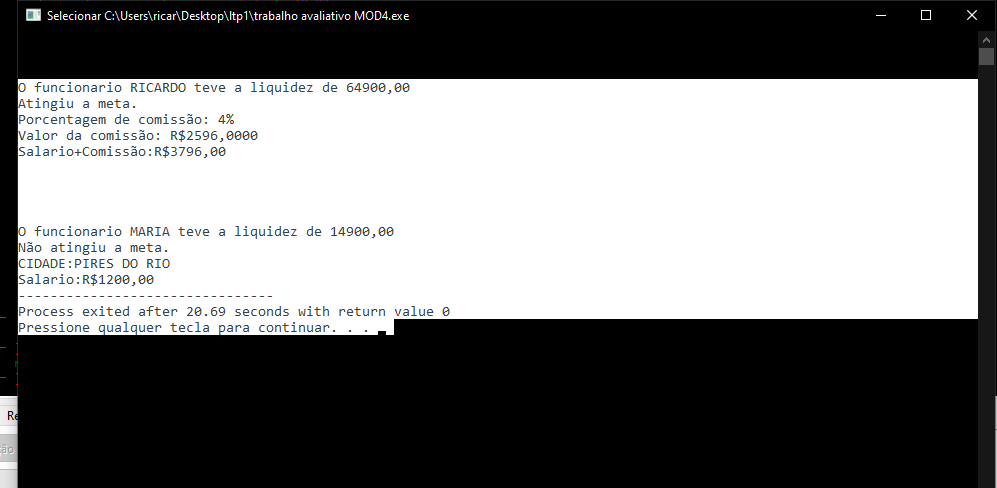 Selecionar C:\Users\ricar\Desktop\ltp1\trabalho avaliativo MOD4.exe
O funcionario RICARDO teve a liquidez de 64900,00
Atingiu a meta.
Porcentagem de comissão: 4%
Valor da comissão: R$2596,0000
Salario+Comissão:R$3796,00
O funcionario MARIA teve a liquidez de 14900,00
Não atingiu a meta.
CIDADE:PIRES DO RIO
Salario:R$1200,00
--------------------------------
Process exited after 20.69 seconds with return value 0
Pressione qualquer tecla para continuar. . .
Re
ão